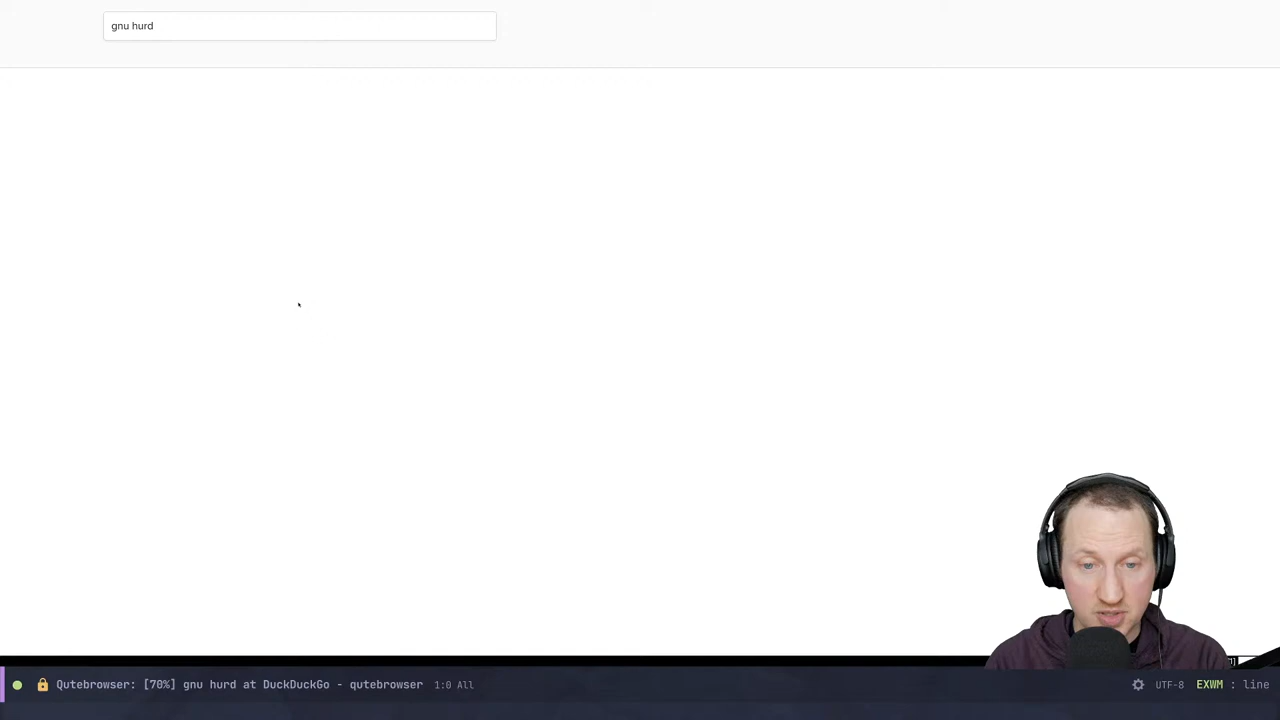 gnu hurd
Qutebrowser: [70%] gnu hurd at DuckDuckGo - qutebrowser 1:0 All UTF-8 EXWM : line